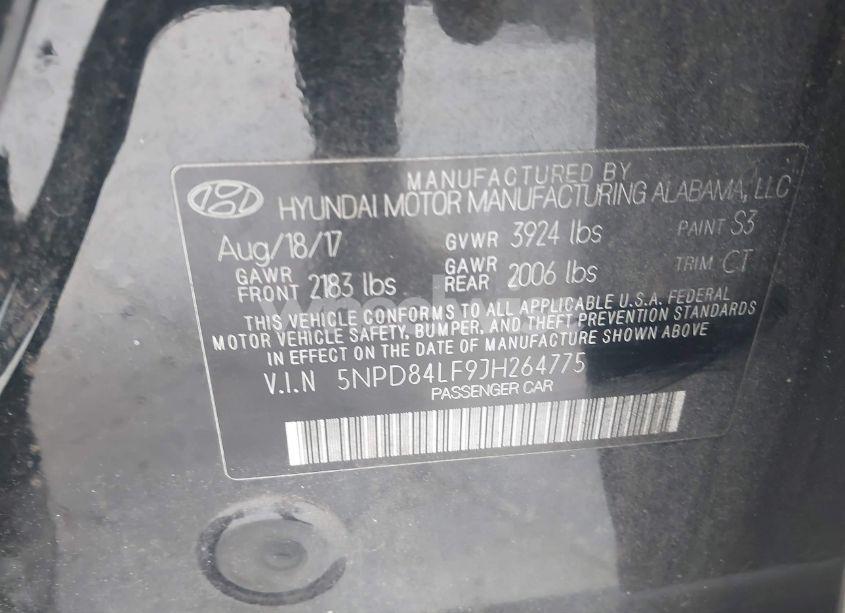 MANUFACTURED BY
HYUNDAI MOTOR MANUFACTURING ALABAMA, LLC
Aug/18/17 GVWR 3924 lbs PAINT S3
GAWR FRONT 2183 lbs GAWR REAR 2006 lbs TRIM CT
THIS VEHICLE CONFORMS TO ALL APPLICABLE U.S.A. FEDERAL
MOTOR VEHICLE SAFETY, BUMPER, AND THEFT PREVENTION STANDARDS
IN EFFECT ON THE DATE OF MANUFACTURE SHOWN ABOVE
V.I.N 5NPD84LF9JH264775
PASSENGER CAR